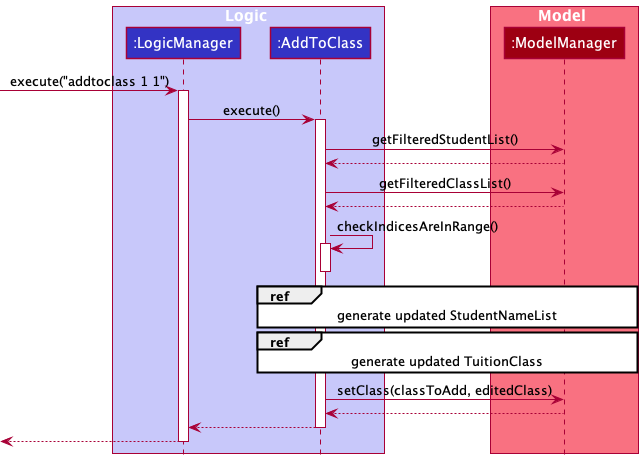 Logic
Model
:LogicManager
:AddToClass
:ModelManager
execute("addtoclass 1 1")
execute()
getFilteredStudentList()
getFilteredClassList()
checkIndicesAreInRange()
ref
generate updated StudentNameList
ref
generate updated TuitionClass
setClass(classToAdd, editedClass)